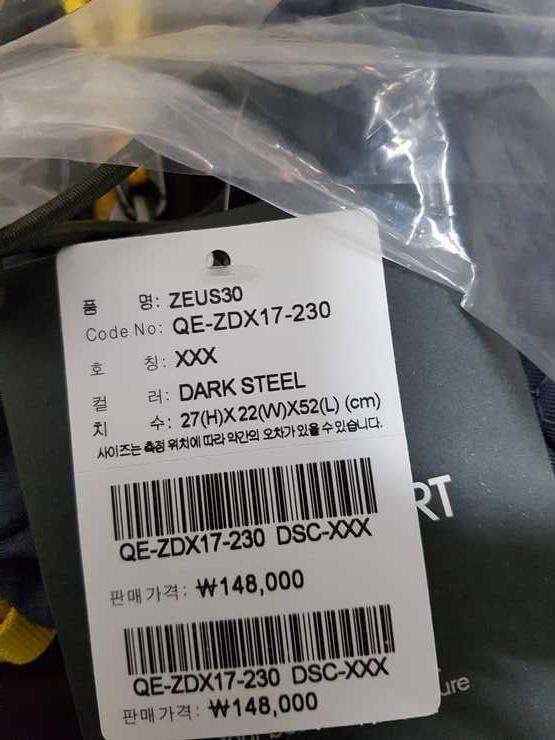 품 명: ZEUS30
Code No: QE-ZDX17-230
호 칭: XXX
컬 러: DARK STEEL
치 수: 27(H)X22(W)X52(L) (cm)
사이즈는 측정 위치에 따라 약간의 오차가 있을 수 있습니다.
RT
QE-ZDX17-230 DSC-XXX
판매가격: ₩148,000
QE-ZDX17-230 DSC-XXX
ure
판매가격: ₩148,000